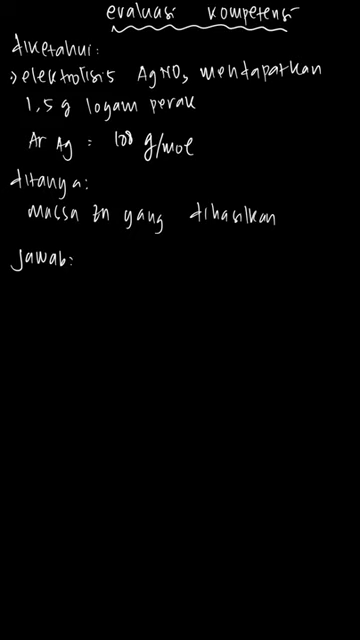 evaluasi kompetensi
diketahui:
→ elektrolisis AgNO₃ mendapatkan
1,5 g logam perak
Ar Ag = 108 g/mol
ditanya:
massa Zn yang dihasilkan
jawab: